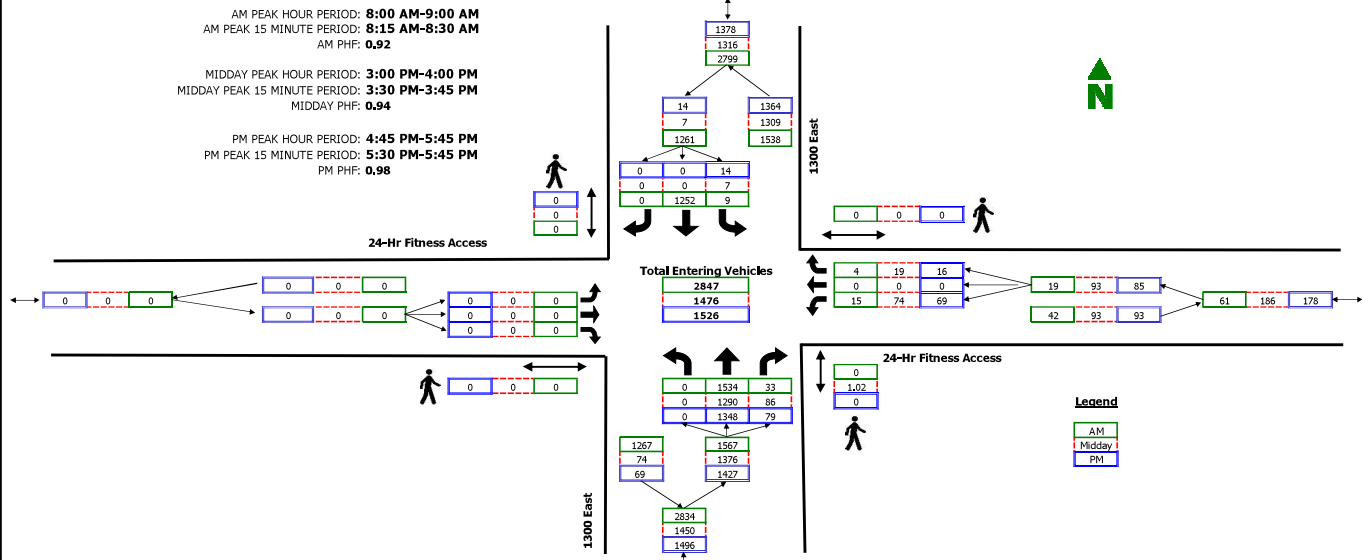 AM PEAK HOUR PERIOD: 8:00 AM-9:00 AM
AM PEAK 15 MINUTE PERIOD: 8:15 AM-8:30 AM
AM PHF: 0.92
MIDDAY PEAK HOUR PERIOD: 3:00 PM-4:00 PM
MIDDAY PEAK 15 MINUTE PERIOD: 3:30 PM-3:45 PM
MIDDAY PHF: 0.94
PM PEAK HOUR PERIOD: 4:45 PM-5:45 PM
PM PEAK 15 MINUTE PERIOD: 5:30 PM-5:45 PM
PM PHF: 0.98
1378
1316
2799
14 1364
7 1309
1261 1538
0 0 14
0 0 7
0 1252 9
1300 East
N
0
0
0
0 0 0
24-Hr Fitness Access
Total Entering Vehicles
2847
1476
1526
0 0 0
0 0 0
0 0 0
0 0 0
0 0 0
0 0 0
4 19 16
0 0 0
15 74 69
19 93 85
42 93 93
61 186 178
24-Hr Fitness Access
0 0 0
0
1.02
0
0 1534 33
0 1290 86
0 1348 79
1267 1567
74 1376
69 1427
2834
1450
1496
1300 East
Legend
AM
Midday
PM